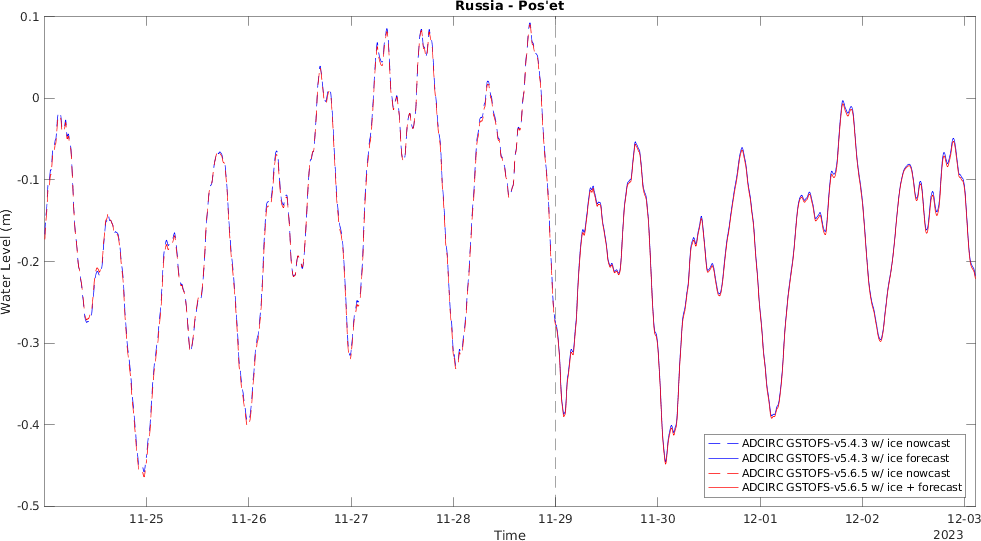 Russia - Pos'et
0.1
0
-0.1
-0.2
-0.3
-0.4
-0.5
Water Level (m)
11-25
11-26
11-27
11-28
11-29
11-30
12-01
12-02
12-03
2023
Time
ADCIRC GSTOFS-v5.4.3 w/ ice nowcast
ADCIRC GSTOFS-v5.4.3 w/ ice forecast
ADCIRC GSTOFS-v5.6.5 w/ ice nowcast
ADCIRC GSTOFS-v5.6.5 w/ ice + forecast